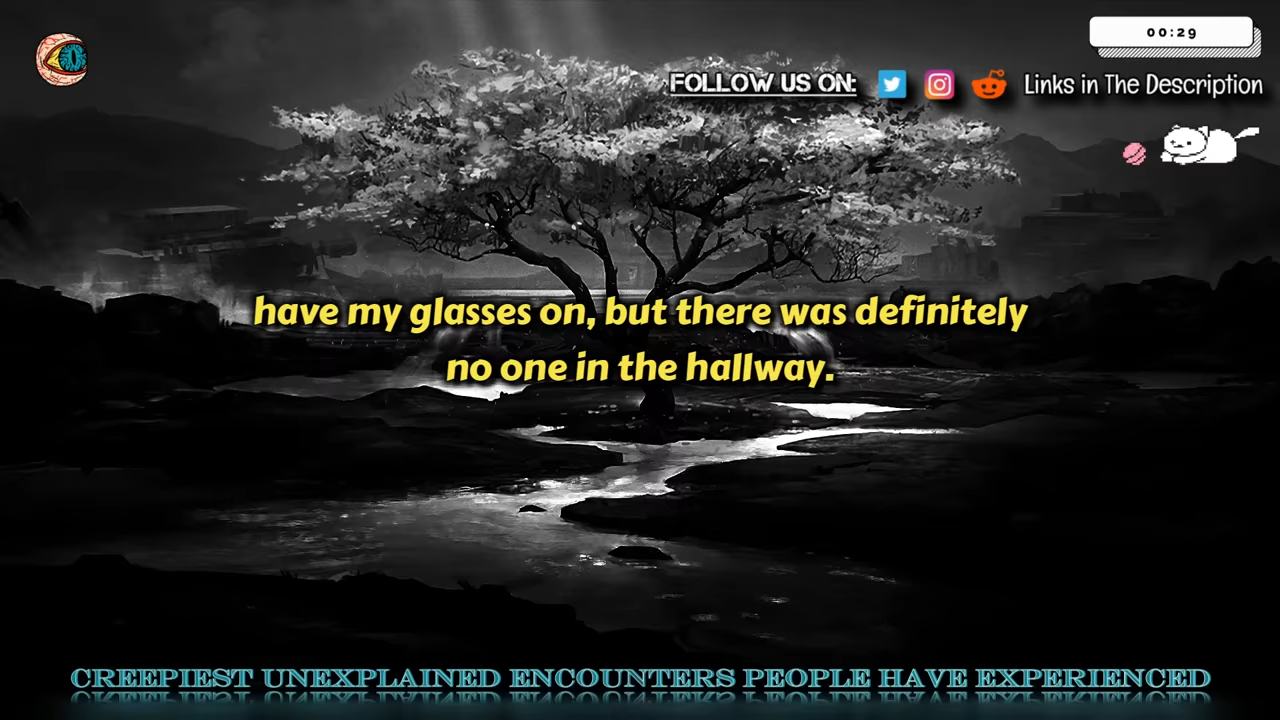 00:29
FOLLOW US ON: Links in The Description
have my glasses on, but there was definitely
no one in the hallway.
CREEPIEST UNEXPLAINED ENCOUNTERS PEOPLE HAVE EXPERIENCED